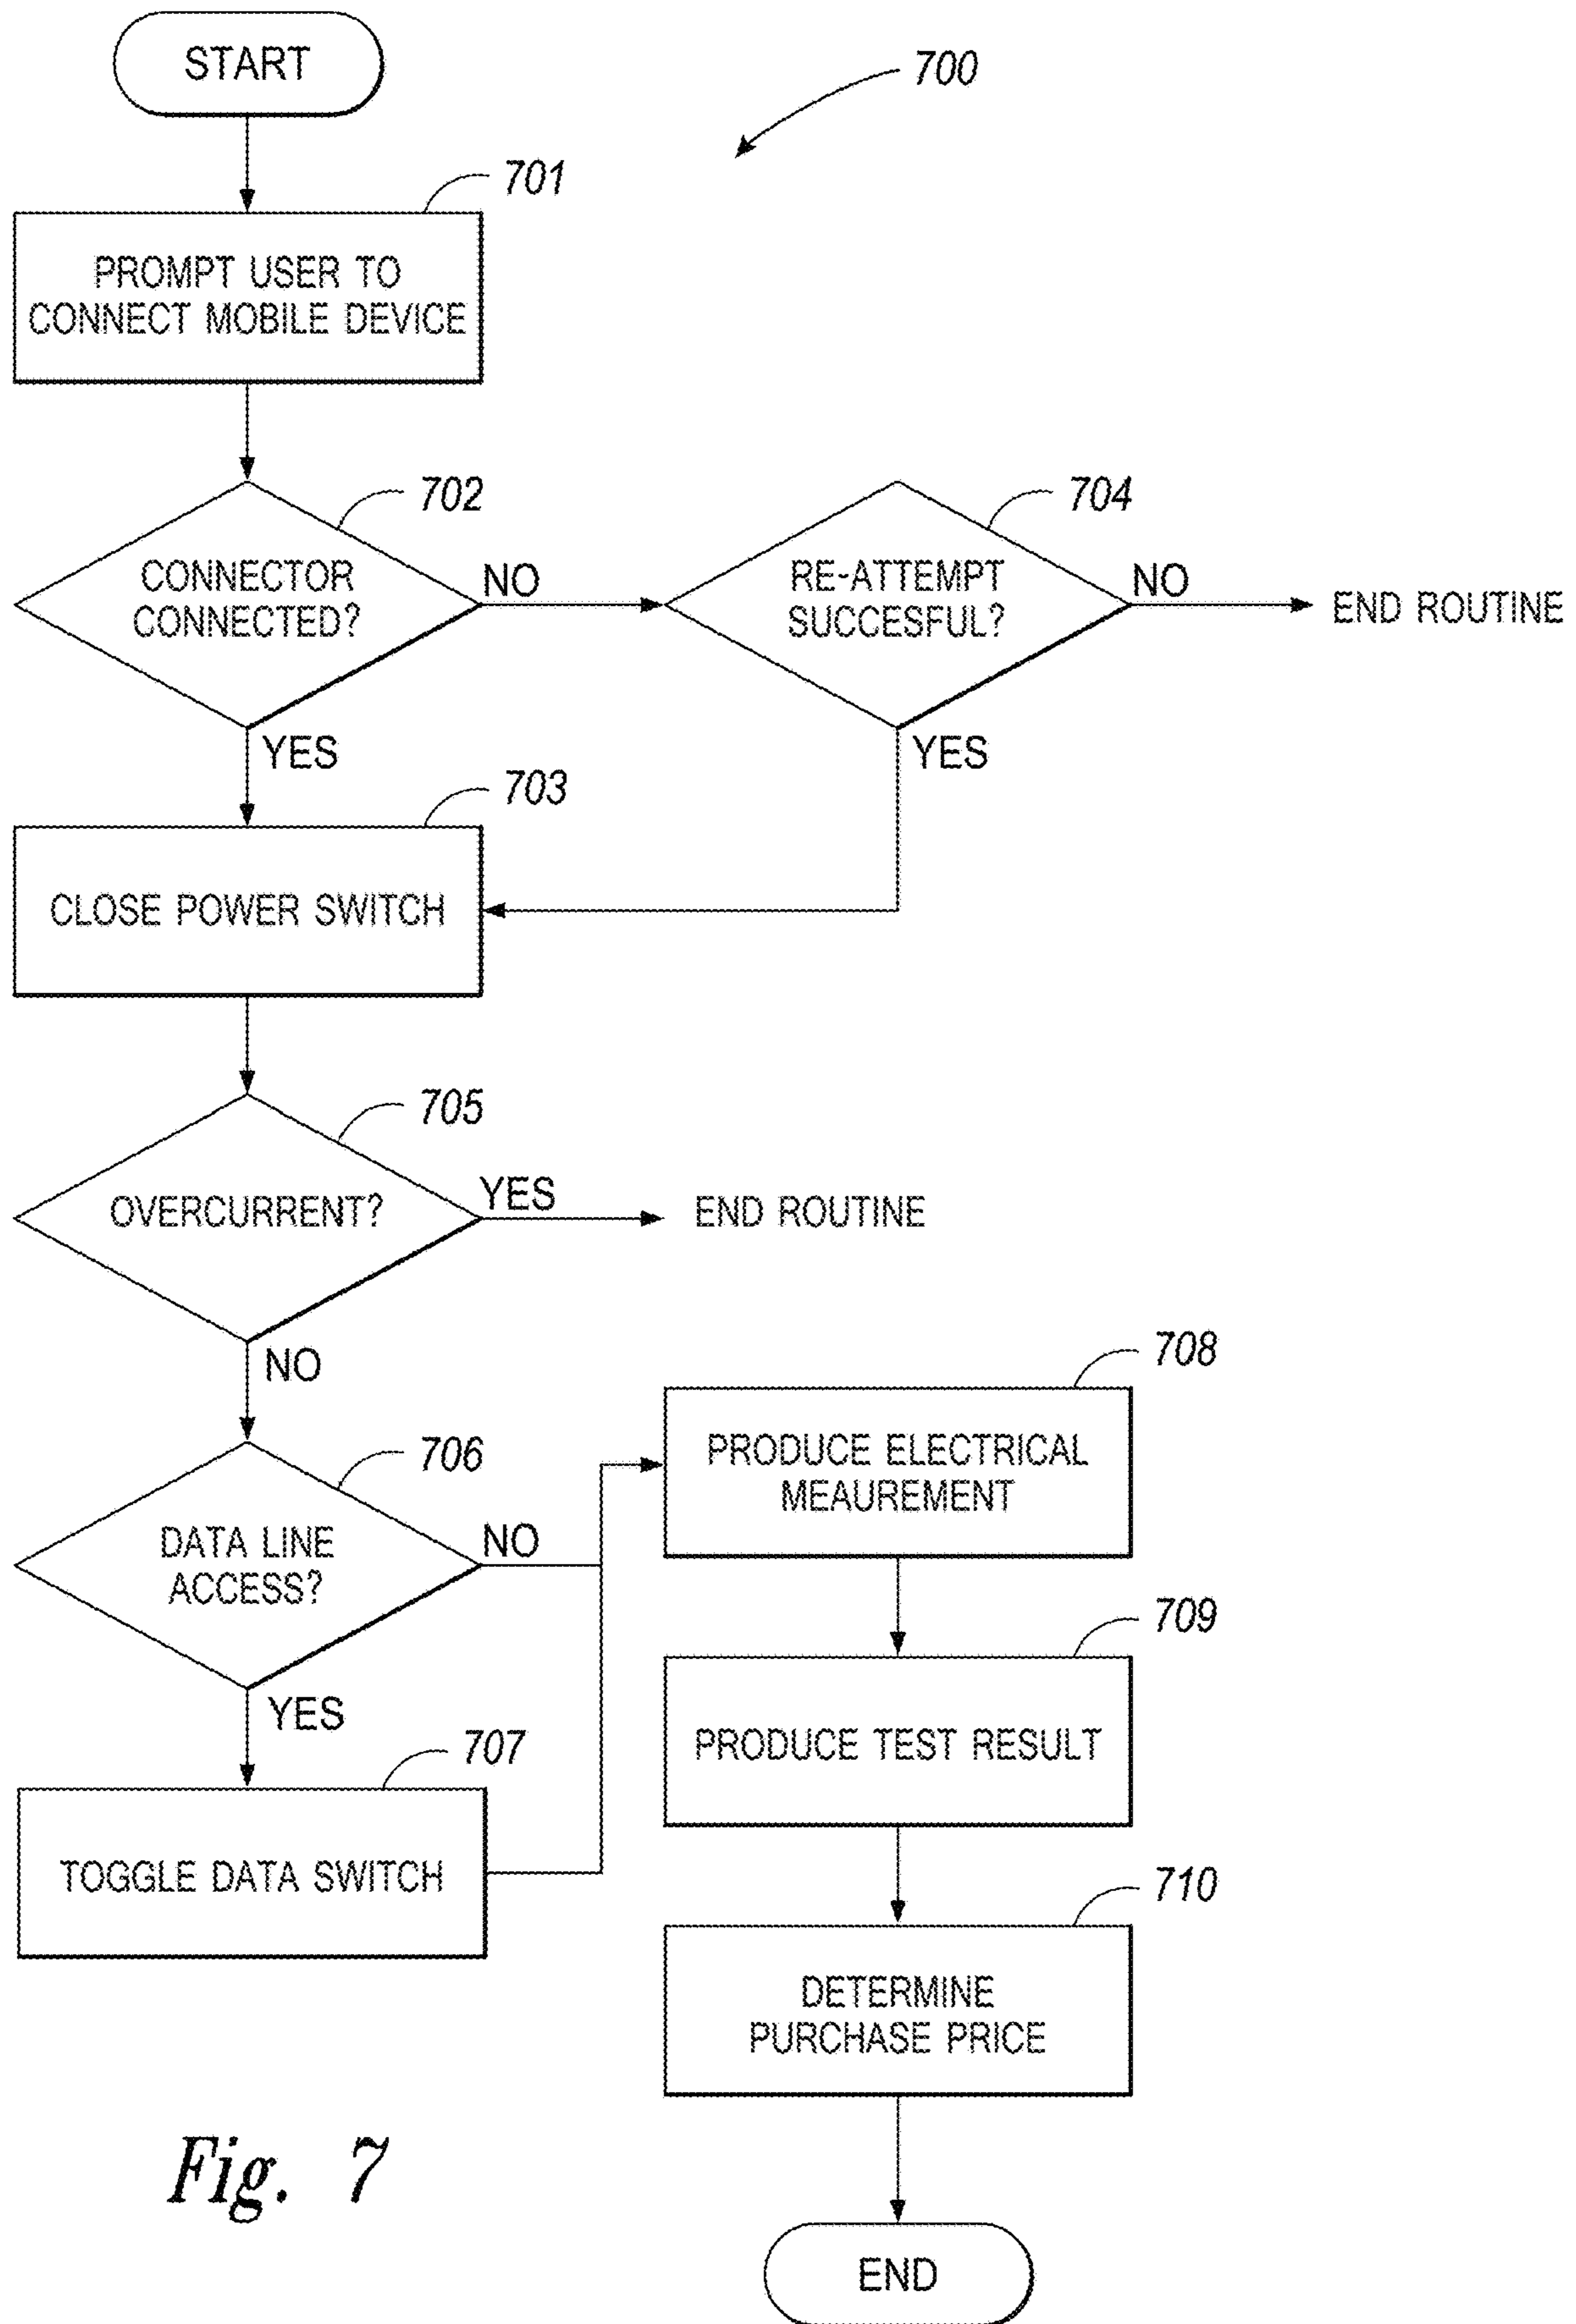 START
700
701
PROMPT USER TO
CONNECT MOBILE DEVICE
702
CONNECTOR
CONNECTED?
NO
YES
704
RE-ATTEMPT
SUCCESFUL?
NO
END ROUTINE
YES
703
CLOSE POWER SWITCH
705
OVERCURRENT?
YES
END ROUTINE
NO
706
DATA LINE
ACCESS?
NO
YES
707
TOGGLE DATA SWITCH
708
PRODUCE ELECTRICAL
MEAUREMENT
709
PRODUCE TEST RESULT
710
DETERMINE
PURCHASE PRICE
END
Fig. 7